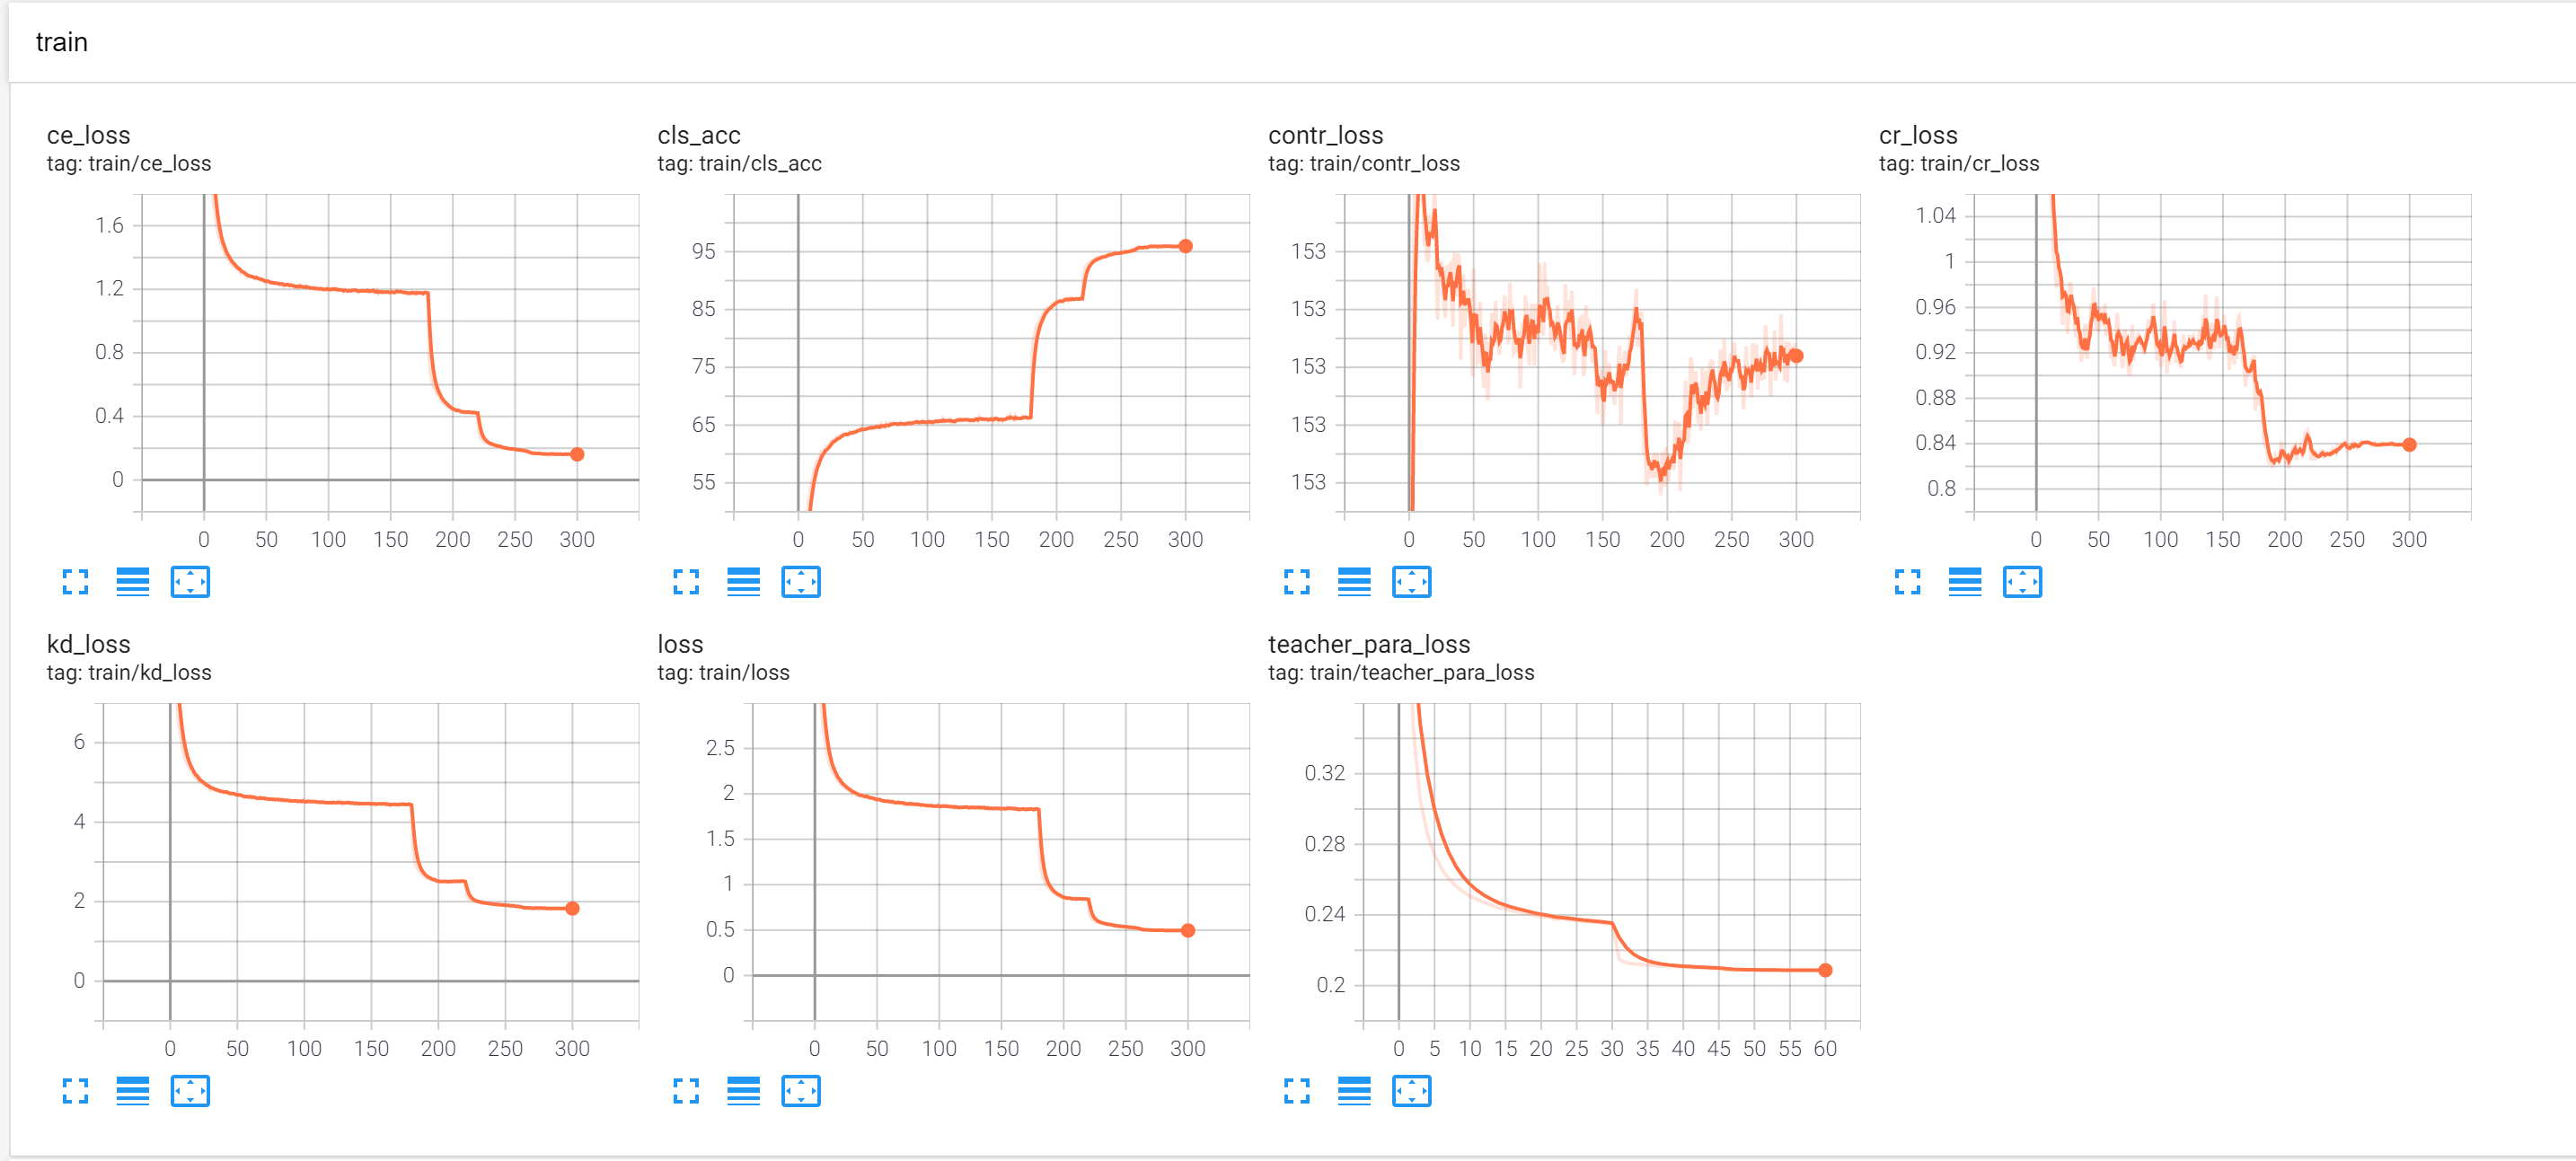 train
ce_loss
tag: train/ce_loss
1.6
1.2
0.8
0.4
0
0 50 100 150 200 250 300
cls_acc
tag: train/cls_acc
95
85
75
65
55
0 50 100 150 200 250 300
contr_loss
tag: train/contr_loss
153
153
153
153
153
0 50 100 150 200 250 300
cr_loss
tag: train/cr_loss
1.04
1
0.96
0.92
0.88
0.84
0.8
0 50 100 150 200 250 300
kd_loss
tag: train/kd_loss
6
4
2
0
0 50 100 150 200 250 300
loss
tag: train/loss
2.5
2
1.5
1
0.5
0
0 50 100 150 200 250 300
teacher_para_loss
tag: train/teacher_para_loss
0.32
0.28
0.24
0.2
0 5 10 15 20 25 30 35 40 45 50 55 60